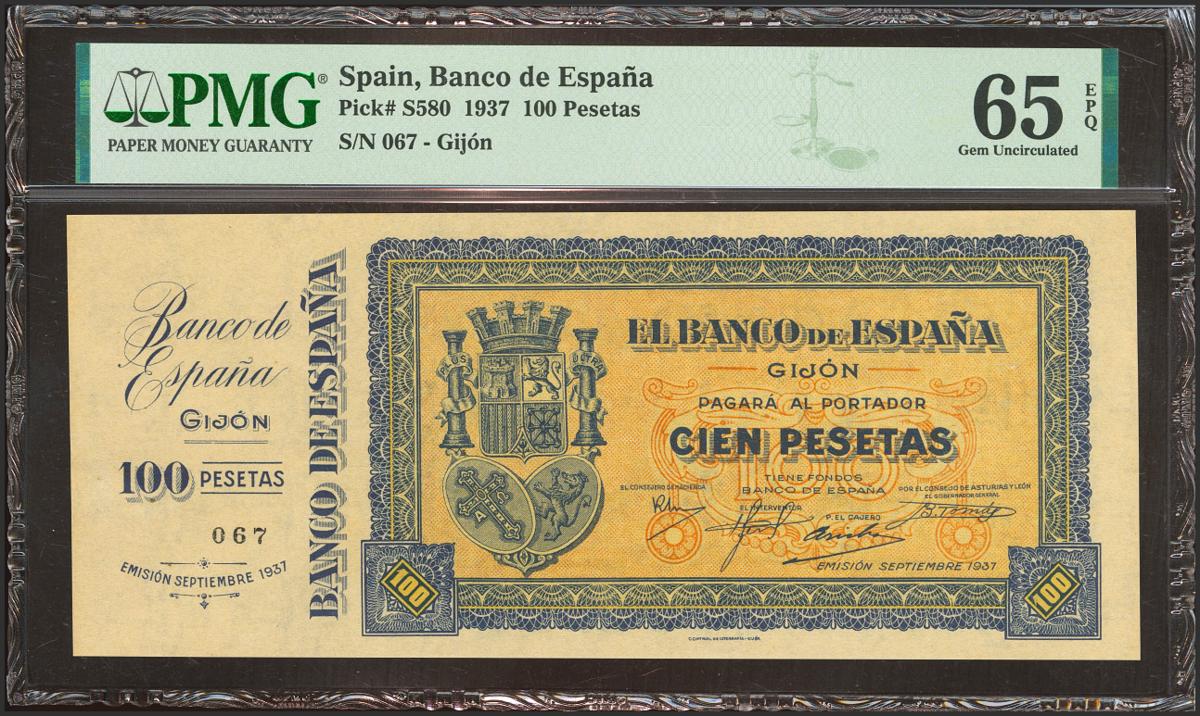 PMG®
PAPER MONEY GUARANTY
Spain, Banco de España
Pick# S580 1937 100 Pesetas
S/N 067 - Gijón
65
EPQ
Gem Uncirculated
Banco de
España
GIJÓN
100 PESETAS
067
EMISIÓN SEPTIEMBRE 1937
BANCO DE ESPAÑA
PLUS ULTRA
EL BANCO DE ESPAÑA
GIJÓN
PAGARÁ AL PORTADOR
CIEN PESETAS
100
TIENE FONDOS
BANCO DE ESPAÑA
EL CONSEJERO DE HACIENDA
EL INTERVENTOR
P. EL CAJERO
POR EL CONSEJO DE ASTURIAS Y LEÓN
EL GOBERNADOR GENERAL
EMISIÓN SEPTIEMBRE 1937
100
100